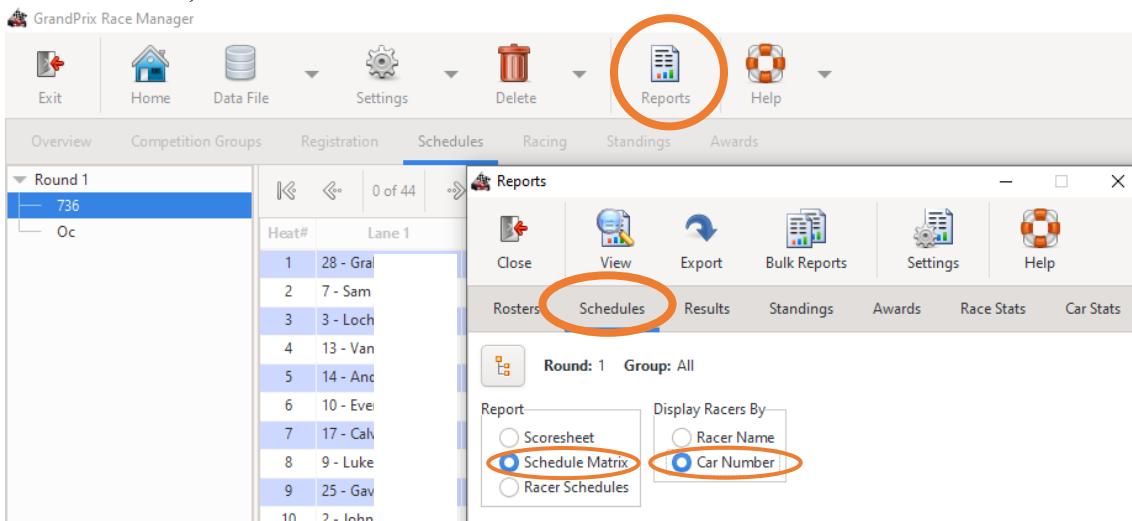 GrandPrix Race Manager
Exit Home Data File Settings Delete Reports Help
Overview Competition Groups Registration Schedules Racing Standings Awards
Round 1
736
Oc
0 of 44
Heat# Lane 1
1 28 - Gra
2 7 - Sam
3 3 - Loch
4 13 - Van
5 14 - And
6 10 - Eve
7 17 - Calv
8 9 - Luke
9 25 - Gav
10 2 - John
Reports
Close View Export Bulk Reports Settings Help
Rosters Schedules Results Standings Awards Race Stats Car Stats
Round: 1 Group: All
Report Display Racers By
Scoresheet Racer Name
Schedule Matrix Car Number
Racer Schedules